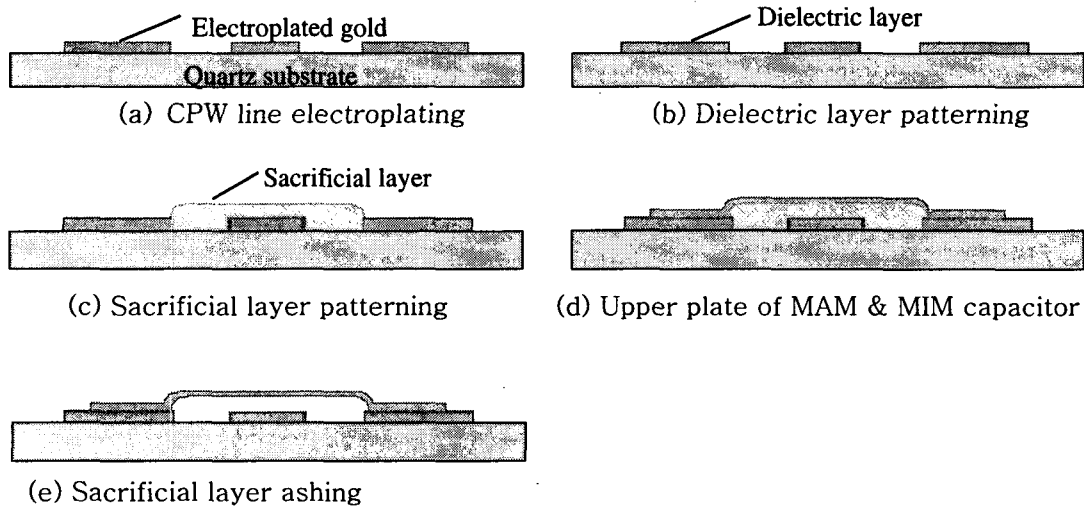 Electroplated gold
Quartz substrate
(a) CPW line electroplating
Dielectric layer
(b) Dielectric layer patterning
Sacrificial layer
(c) Sacrificial layer patterning
(d) Upper plate of MAM & MIM capacitor
(e) Sacrificial layer ashing